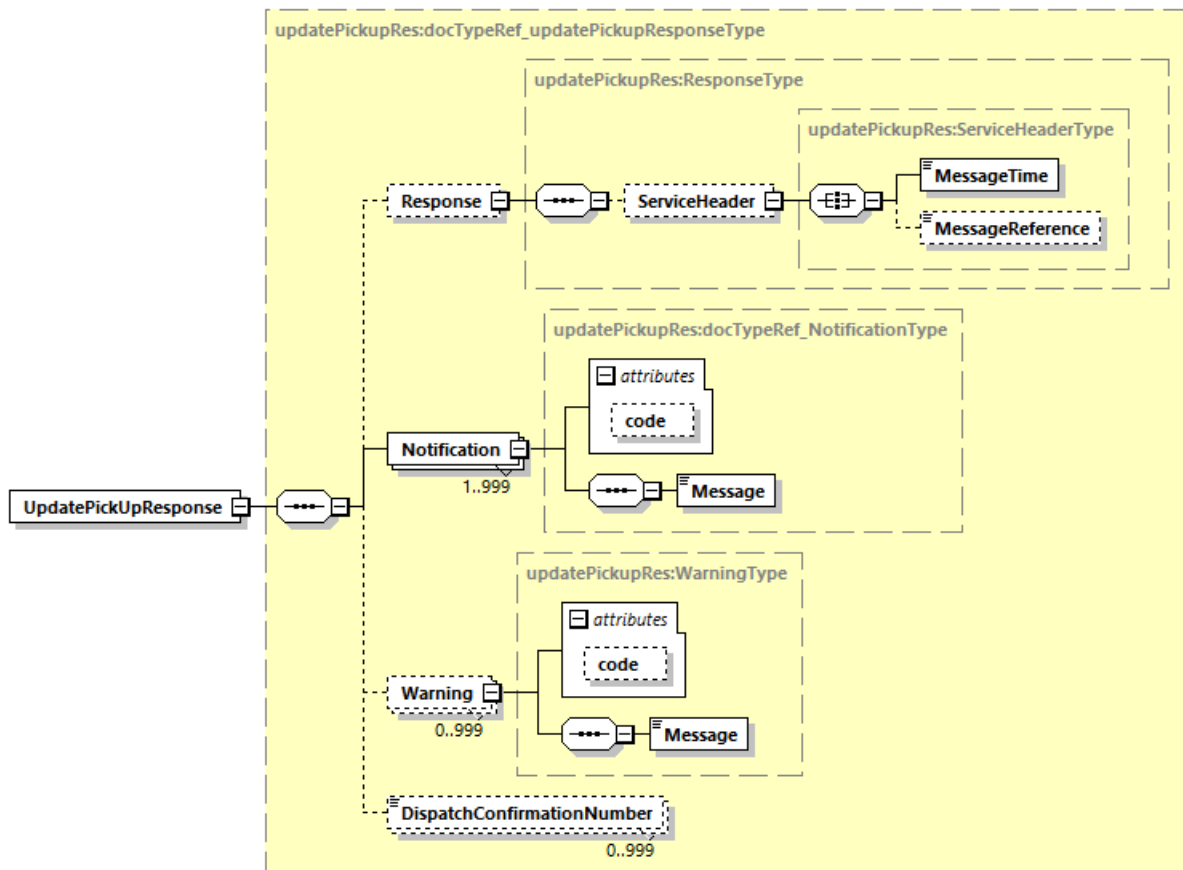 updatePickupRes:docTypeRef_updatePickupResponseType
updatePickupRes:ResponseType
updatePickupRes:ServiceHeaderType
MessageTime
Response
ServiceHeader
MessageReference
updatePickupRes:docTypeRef_NotificationType
attributes
code
Notification
1..999
Message
UpdatePickUpResponse
updatePickupRes:WarningType
attributes
code
Warning
0..999
Message
DispatchConfirmationNumber
0..999